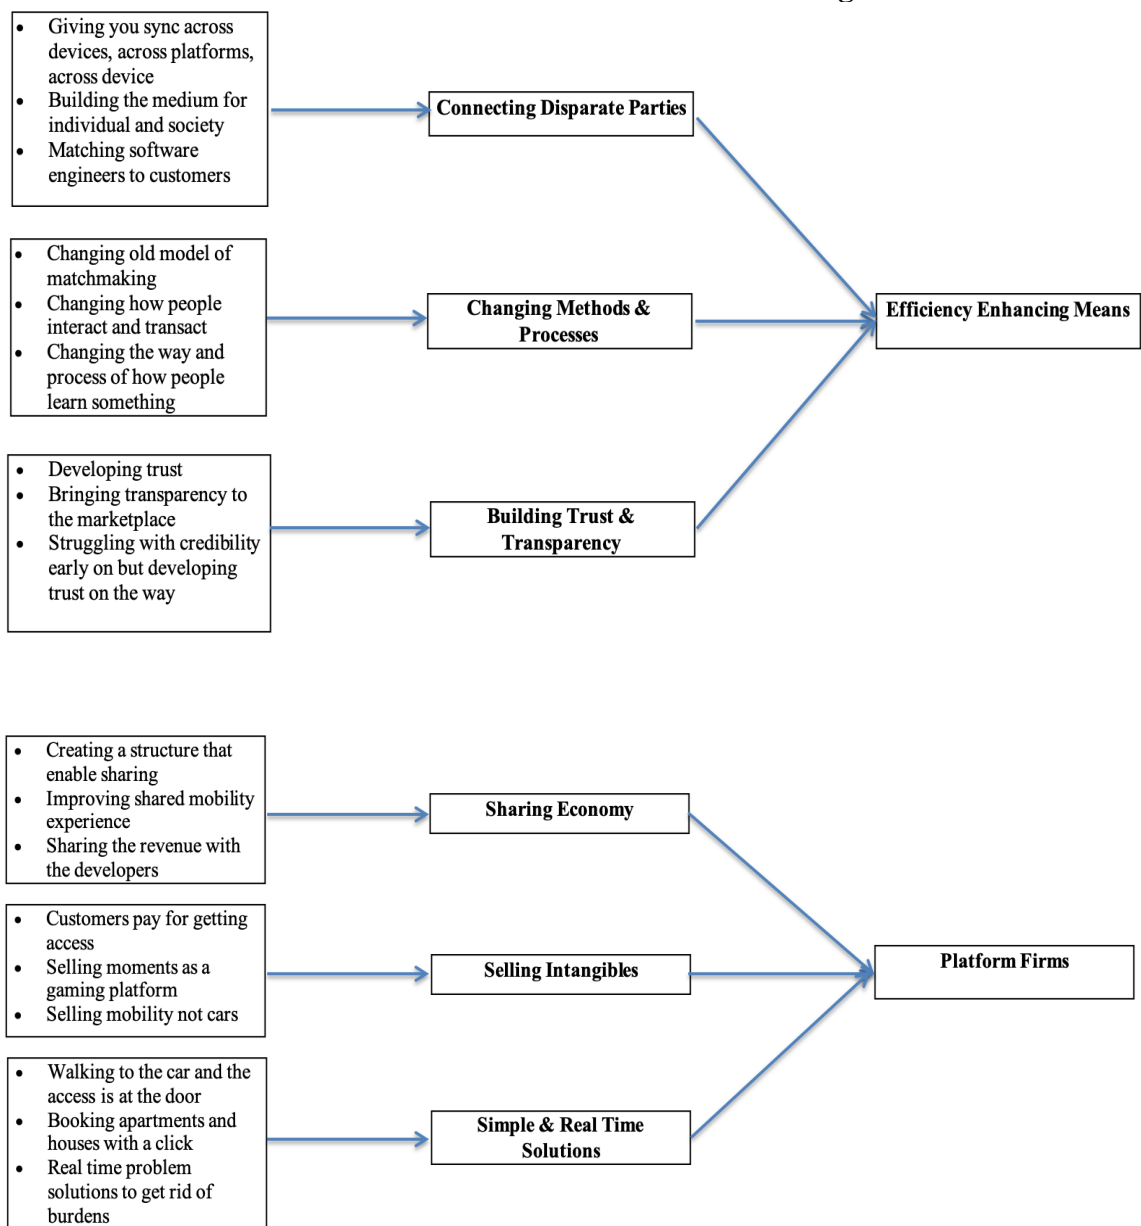 • Giving you sync across
devices, across platforms,
across device
• Building the medium for
individual and society
• Matching software
engineers to customers
Connecting Disparate Parties
• Changing old model of
matchmaking
• Changing how people
interact and transact
• Changing the way and
process of how people
learn something
Changing Methods &
Processes
Efficiency Enhancing Means
• Developing trust
• Bringing transparency to
the marketplace
• Struggling with credibility
early on but developing
trust on the way
Building Trust &
Transparency
• Creating a structure that
enable sharing
• Improving shared mobility
experience
• Sharing the revenue with
the developers
Sharing Economy
• Customers pay for getting
access
• Selling moments as a
gaming platform
• Selling mobility not cars
Selling Intangibles
Platform Firms
• Walking to the car and the
access is at the door
• Booking apartments and
houses with a click
• Real time problem
solutions to get rid of
burdens
Simple & Real Time
Solutions